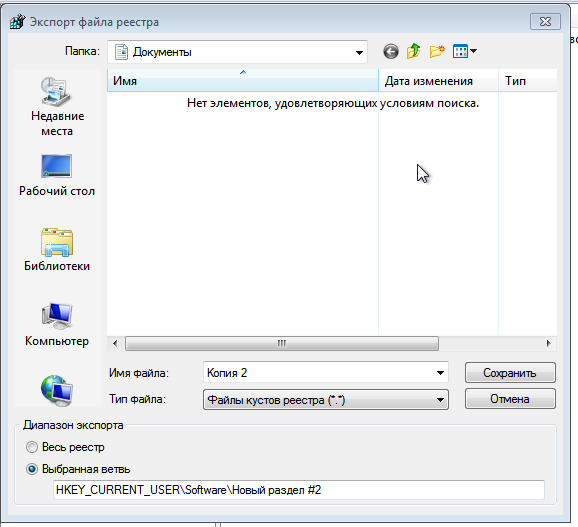 Экспорт файла реестра
Папка: Документы
Имя Дата изменения Тип
Нет элементов, удовлетворяющих условиям поиска.
Недавние
места
Рабочий стол
Библиотеки
Компьютер
Имя файла: Копия 2 Сохранить
Тип файла: Файлы кустов реестра (*.*) Отмена
Диапазон экспорта
Весь реестр
Выбранная ветвь
HKEY_CURRENT_USER\Software\Новый раздел #2